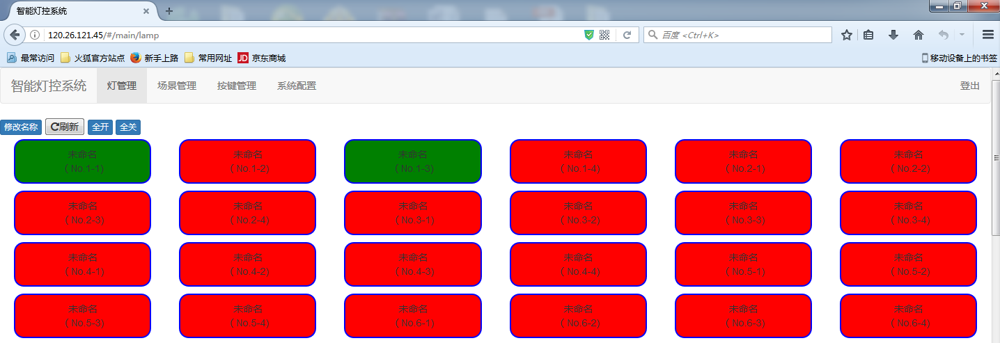 智能灯控系统
120.26.121.45/#/main/lamp
百度 <Ctrl+K>
最常访问 火狐官方站点 新手上路 常用网址 JD 京东商城 移动设备上的书签
智能灯控系统 灯管理 场景管理 按键管理 系统配置 登出
修改名称 刷新 全开 全关
未命名 未命名 未命名 未命名 未命名 未命名
( No.1-1) ( No.1-2) ( No.1-3) ( No.1-4) ( No.2-1) ( No.2-2)
未命名 未命名 未命名 未命名 未命名 未命名
( No.2-3) ( No.2-4) ( No.3-1) ( No.3-2) ( No.3-3) ( No.3-4)
未命名 未命名 未命名 未命名 未命名 未命名
( No.4-1) ( No.4-2) ( No.4-3) ( No.4-4) ( No.5-1) ( No.5-2)
未命名 未命名 未命名 未命名 未命名 未命名
( No.5-3) ( No.5-4) ( No.6-1) ( No.6-2) ( No.6-3) ( No.6-4)